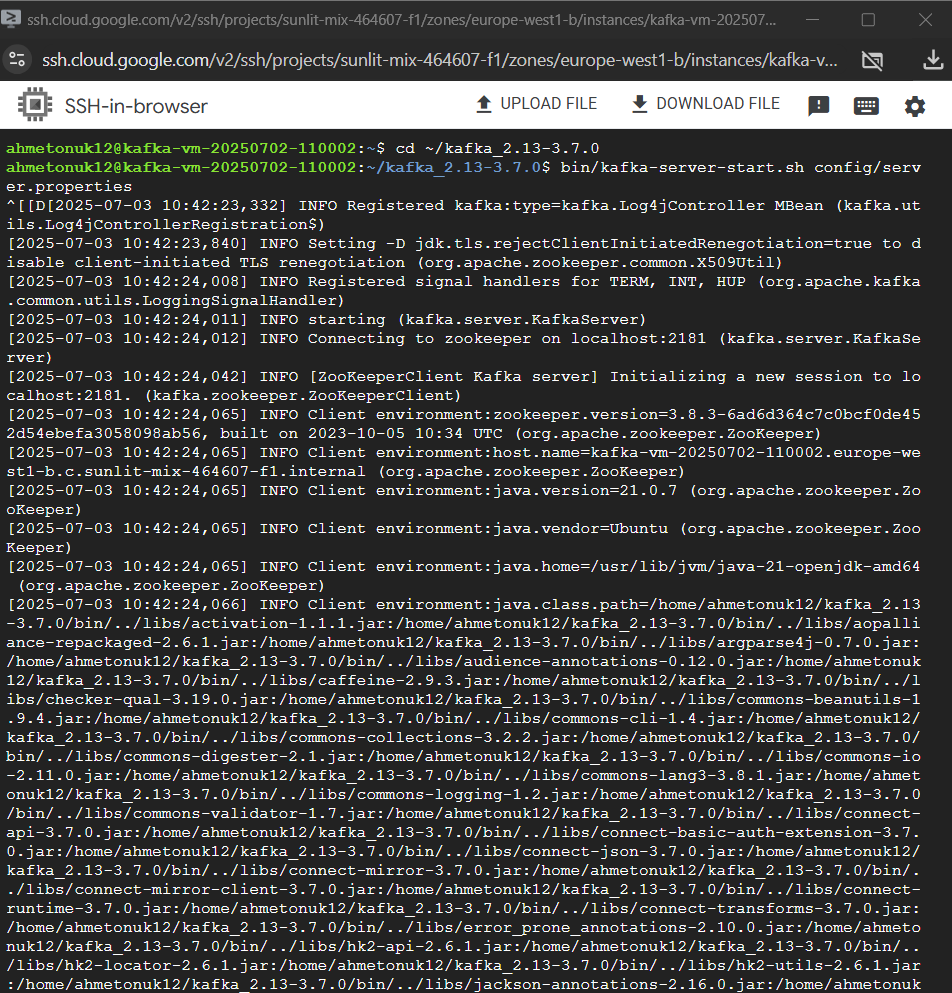 ssh.cloud.google.com/v2/ssh/projects/sunlit-mix-464607-f1/zones/europe-west1-b/instances/kafka-vm-202507...
ssh.cloud.google.com/v2/ssh/projects/sunlit-mix-464607-f1/zones/europe-west1-b/instances/kafka-v...
SSH-in-browser
UPLOAD FILE
DOWNLOAD FILE
ahmetonuk12@kafka-vm-20250702-110002:~$ cd ~/kafka_2.13-3.7.0
ahmetonuk12@kafka-vm-20250702-110002:~/kafka_2.13-3.7.0$ bin/kafka-server-start.sh config/serv
er.properties
^[[D[2025-07-03 10:42:23,332] INFO Registered kafka:type=kafka.Log4jController MBean (kafka.ut
ils.Log4jControllerRegistration$)
[2025-07-03 10:42:23,840] INFO Setting -D jdk.tls.rejectClientInitiatedRenegotiation=true to d
isable client-initiated TLS renegotiation (org.apache.zookeeper.common.X509Util)
[2025-07-03 10:42:24,008] INFO Registered signal handlers for TERM, INT, HUP (org.apache.kafka
.common.utils.LoggingSignalHandler)
[2025-07-03 10:42:24,011] INFO starting (kafka.server.KafkaServer)
[2025-07-03 10:42:24,012] INFO Connecting to zookeeper on localhost:2181 (kafka.server.KafkaSe
rver)
[2025-07-03 10:42:24,042] INFO [ZooKeeperClient Kafka server] Initializing a new session to lo
calhost:2181. (kafka.zookeeper.ZooKeeperClient)
[2025-07-03 10:42:24,065] INFO Client environment:zookeeper.version=3.8.3-6ad6d364c7c0bcf0de45
2d54ebefa3058098ab56, built on 2023-10-05 10:34 UTC (org.apache.zookeeper.ZooKeeper)
[2025-07-03 10:42:24,065] INFO Client environment:host.name=kafka-vm-20250702-110002.europe-we
st1-b.c.sunlit-mix-464607-f1.internal (org.apache.zookeeper.ZooKeeper)
[2025-07-03 10:42:24,065] INFO Client environment:java.version=21.0.7 (org.apache.zookeeper.Zo
oKeeper)
[2025-07-03 10:42:24,065] INFO Client environment:java.vendor=Ubuntu (org.apache.zookeeper.Zoo
Keeper)
[2025-07-03 10:42:24,065] INFO Client environment:java.home=/usr/lib/jvm/java-21-openjdk-amd64
 (org.apache.zookeeper.ZooKeeper)
[2025-07-03 10:42:24,066] INFO Client environment:java.class.path=/home/ahmetonuk12/kafka_2.13
-3.7.0/bin/../libs/activation-1.1.1.jar:/home/ahmetonuk12/kafka_2.13-3.7.0/bin/../libs/aopalli
ance-repackaged-2.6.1.jar:/home/ahmetonuk12/kafka_2.13-3.7.0/bin/../libs/argparse4j-0.7.0.jar:
/home/ahmetonuk12/kafka_2.13-3.7.0/bin/../libs/audience-annotations-0.12.0.jar:/home/ahmetonuk
12/kafka_2.13-3.7.0/bin/../libs/caffeine-2.9.3.jar:/home/ahmetonuk12/kafka_2.13-3.7.0/bin/../l
ibs/checker-qual-3.19.0.jar:/home/ahmetonuk12/kafka_2.13-3.7.0/bin/../libs/commons-beanutils-1
.9.4.jar:/home/ahmetonuk12/kafka_2.13-3.7.0/bin/../libs/commons-cli-1.4.jar:/home/ahmetonuk12/
kafka_2.13-3.7.0/bin/../libs/commons-collections-3.2.2.jar:/home/ahmetonuk12/kafka_2.13-3.7.0/
bin/../libs/commons-digester-2.1.jar:/home/ahmetonuk12/kafka_2.13-3.7.0/bin/../libs/commons-io
-2.11.0.jar:/home/ahmetonuk12/kafka_2.13-3.7.0/bin/../libs/commons-lang3-3.8.1.jar:/home/ahmet
onuk12/kafka_2.13-3.7.0/bin/../libs/commons-logging-1.2.jar:/home/ahmetonuk12/kafka_2.13-3.7.0
/bin/../libs/commons-validator-1.7.jar:/home/ahmetonuk12/kafka_2.13-3.7.0/bin/../libs/connect-
api-3.7.0.jar:/home/ahmetonuk12/kafka_2.13-3.7.0/bin/../libs/connect-basic-auth-extension-3.7.
0.jar:/home/ahmetonuk12/kafka_2.13-3.7.0/bin/../libs/connect-json-3.7.0.jar:/home/ahmetonuk12/
kafka_2.13-3.7.0/bin/../libs/connect-mirror-3.7.0.jar:/home/ahmetonuk12/kafka_2.13-3.7.0/bin/.
./libs/connect-mirror-client-3.7.0.jar:/home/ahmetonuk12/kafka_2.13-3.7.0/bin/../libs/connect-
runtime-3.7.0.jar:/home/ahmetonuk12/kafka_2.13-3.7.0/bin/../libs/connect-transforms-3.7.0.jar:
/home/ahmetonuk12/kafka_2.13-3.7.0/bin/../libs/error_prone_annotations-2.10.0.jar:/home/ahmeto
nuk12/kafka_2.13-3.7.0/bin/../libs/hk2-api-2.6.1.jar:/home/ahmetonuk12/kafka_2.13-3.7.0/bin/..
/libs/hk2-locator-2.6.1.jar:/home/ahmetonuk12/kafka_2.13-3.7.0/bin/../libs/hk2-utils-2.6.1.jar
:/home/ahmetonuk12/kafka_2.13-3.7.0/bin/../libs/jackson-annotations-2.16.0.jar:/home/ahmetonuk